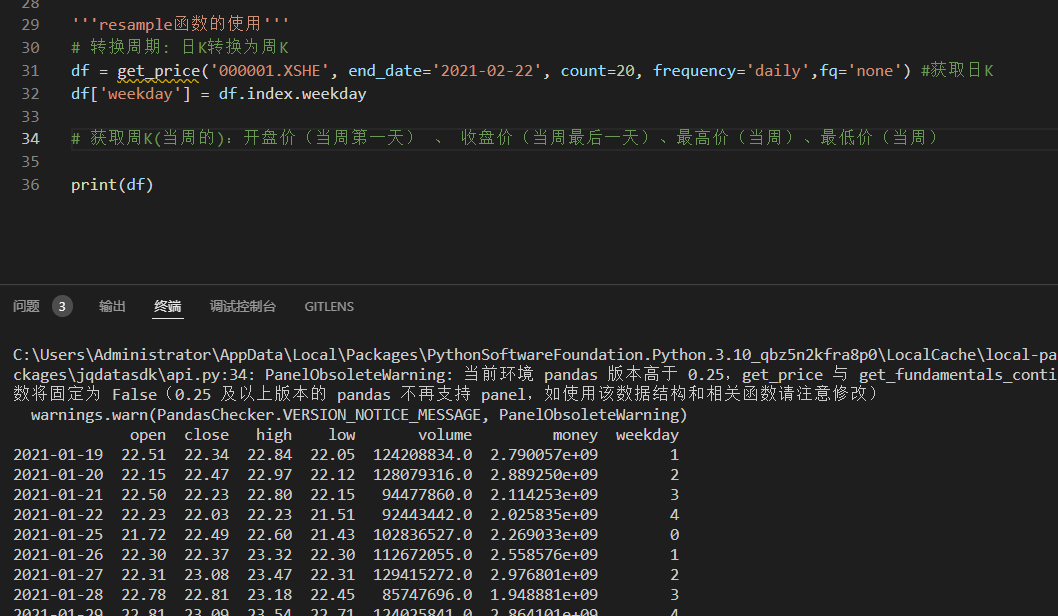 28
29 '''resample函数的使用'''
30 # 转换周期: 日K转换为周K
31 df = get_price('000001.XSHE', end_date='2021-02-22', count=20, frequency='daily',fq='none') #获取日K
32 df['weekday'] = df.index.weekday
33
34 # 获取周K(当周的): 开盘价（当周第一天） 、 收盘价（当周最后一天）、最高价（当周）、最低价（当周）
35
36 print(df)
问题 3 输出 终端 调试控制台 GITLENS
C:\Users\Administrator\AppData\Local\Packages\PythonSoftwareFoundation.Python.3.10_qbz5n2kfra8p0\LocalCache\local-pa
ckages\jqdatasdk\api.py:34: PanelObsoleteWarning: 当前环境 pandas 版本高于 0.25，get_price 与 get_fundamentals_conti
数将固定为 False（0.25 及以上版本的 pandas 不再支持 panel，如使用该数据结构和相关函数请注意修改）
warnings.warn(PandasChecker.VERSION_NOTICE_MESSAGE, PanelObsoleteWarning)
open close high low volume money weekday
2021-01-19 22.51 22.34 22.84 22.05 124208834.0 2.790057e+09 1
2021-01-20 22.15 22.47 22.97 22.12 128079316.0 2.889250e+09 2
2021-01-21 22.50 22.23 22.80 22.15 94477860.0 2.114253e+09 3
2021-01-22 22.23 22.03 22.23 21.51 92443442.0 2.025835e+09 4
2021-01-25 21.72 22.49 22.60 21.43 102836527.0 2.269033e+09 0
2021-01-26 22.30 22.37 23.32 22.30 112672055.0 2.558576e+09 1
2021-01-27 22.31 23.08 23.47 22.31 129415272.0 2.976801e+09 2
2021-01-28 22.78 22.81 23.18 22.45 85747696.0 1.948881e+09 3
2021-01-29 22.81 23.09 23.54 22.71 124025841.0 2.864101e+09 4